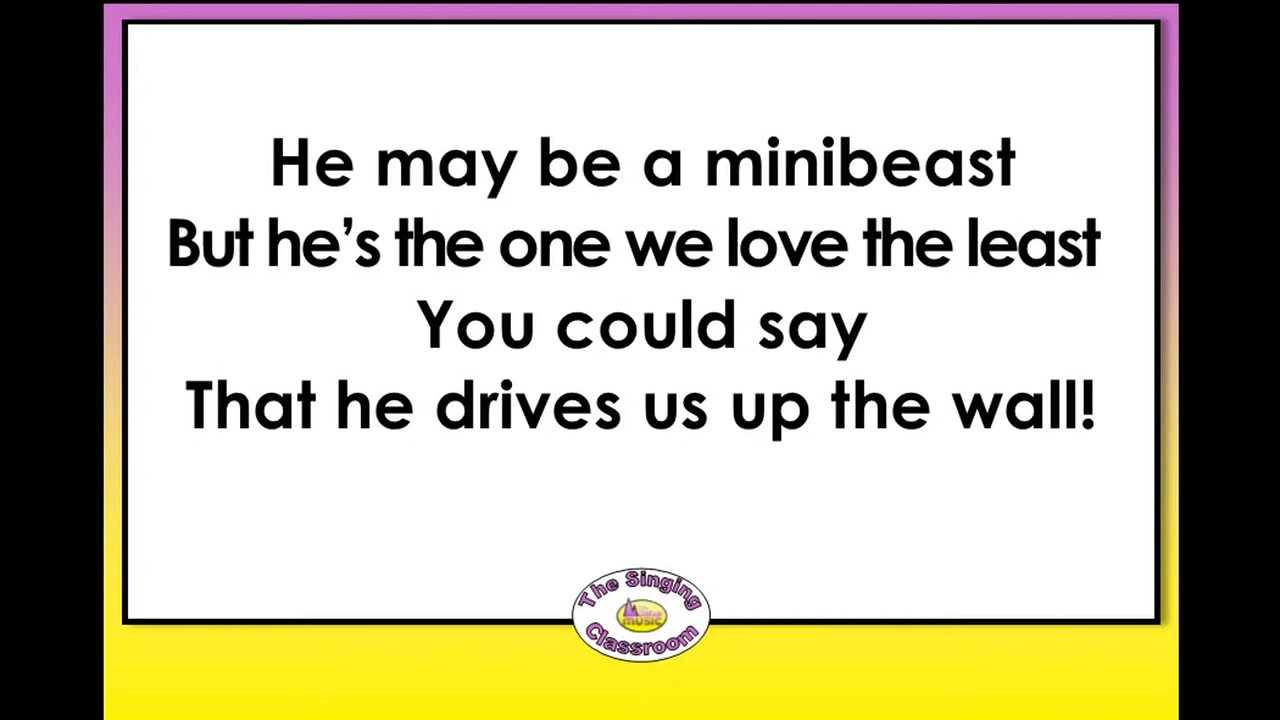 He may be a minibeast
But he’s the one we love the least
You could say
That he drives us up the wall!
The Singing
MUSIC
Classroom